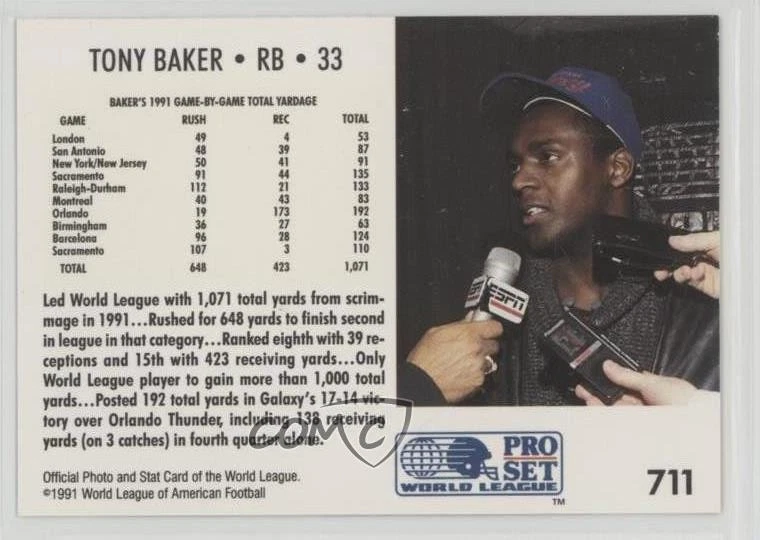 TONY BAKER • RB • 33
BAKER'S 1991 GAME-BY-GAME TOTAL YARDAGE
GAME RUSH REC TOTAL
London 49 4 53
San Antonio 48 39 87
New York/New Jersey 50 41 91
Sacramento 91 44 135
Raleigh-Durham 112 21 133
Montreal 40 43 83
Orlando 19 173 192
Birmingham 36 27 63
Barcelona 96 28 124
Sacramento 107 3 110
TOTAL 648 423 1,071
Led World League with 1,071 total yards from scrim-
mage in 1991...Rushed for 648 yards to finish second
in league in that category...Ranked eighth with 39 re-
ceptions and 15th with 423 receiving yards...Only
World League player to gain more than 1,000 total
yards...Posted 192 total yards in Galaxy's 17-14 vic-
tory over Orlando Thunder, including 138 receiving
yards (on 3 catches) in fourth quarter alone.
Official Photo and Stat Card of the World League.
©1991 World League of American Football
ESPN
ESPN
COMC
PRO
SET
WORLD LEAGUE
TM
711